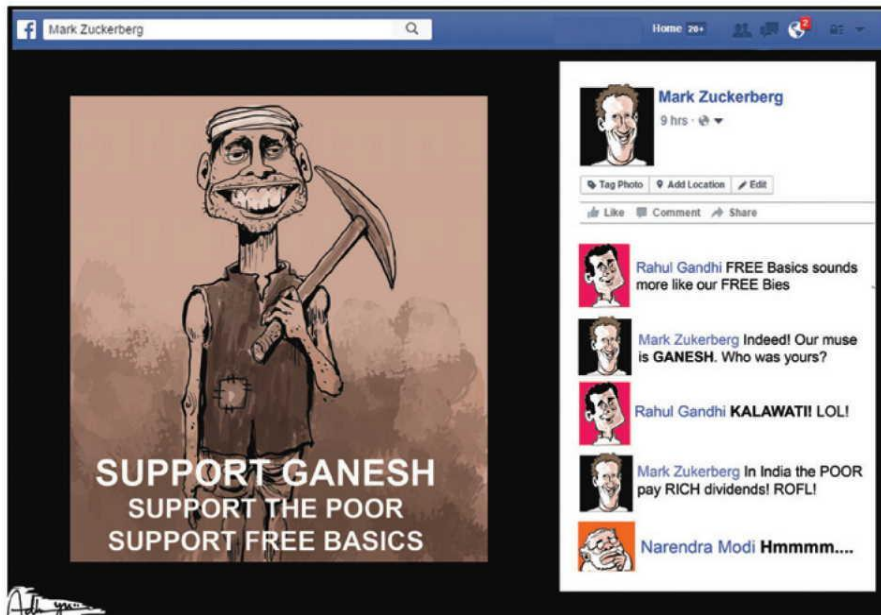 f Mark Zuckerberg
Home 20+
2
Mark Zuckerberg
9 hrs
Tag Photo Add Location Edit
Like Comment Share
Rahul Gandhi FREE Basics sounds
more like our FREE Bies
Mark Zukerberg Indeed! Our muse
is GANESH. Who was yours?
Rahul Gandhi KALAWATI! LOL!
Mark Zukerberg In India the POOR
pay RICH dividends! ROFL!
Narendra Modi Hmmmm....
SUPPORT GANESH
SUPPORT THE POOR
SUPPORT FREE BASICS